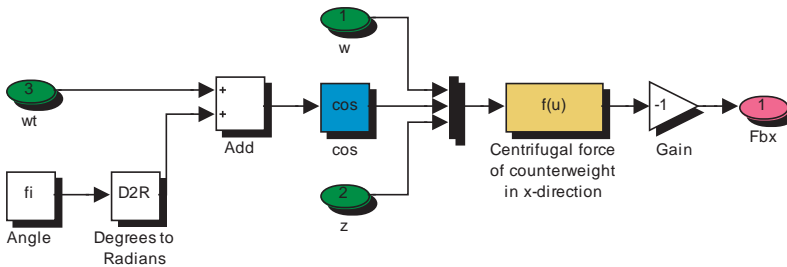 1
w
3
wt
+
+
Add
cos
cos
f(u)
Centrifugal force
of counterweight
in x-direction
-1
Gain
1
Fbx
fi
Angle
D2R
Degrees to
Radians
2
z